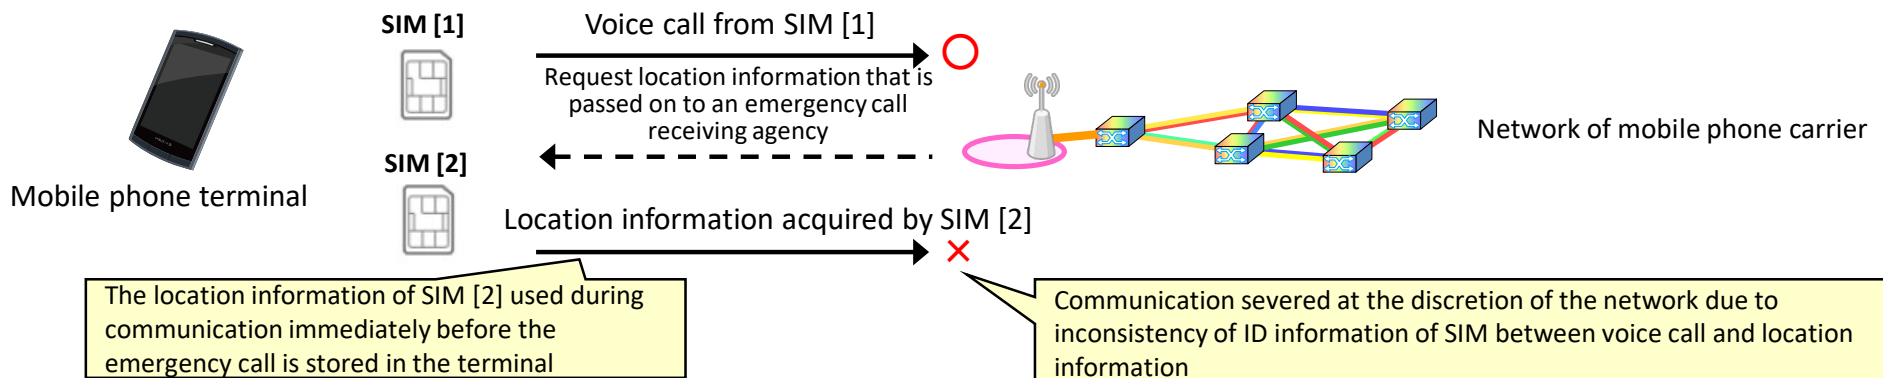 SIM [1]
Voice call from SIM [1]
Request location information that is
passed on to an emergency call
receiving agency
SIM [2]
Mobile phone terminal
Network of mobile phone carrier
Location information acquired by SIM [2]
The location information of SIM [2] used during
communication immediately before the
emergency call is stored in the terminal
Communication severed at the discretion of the network due to
inconsistency of ID information of SIM between voice call and location
information